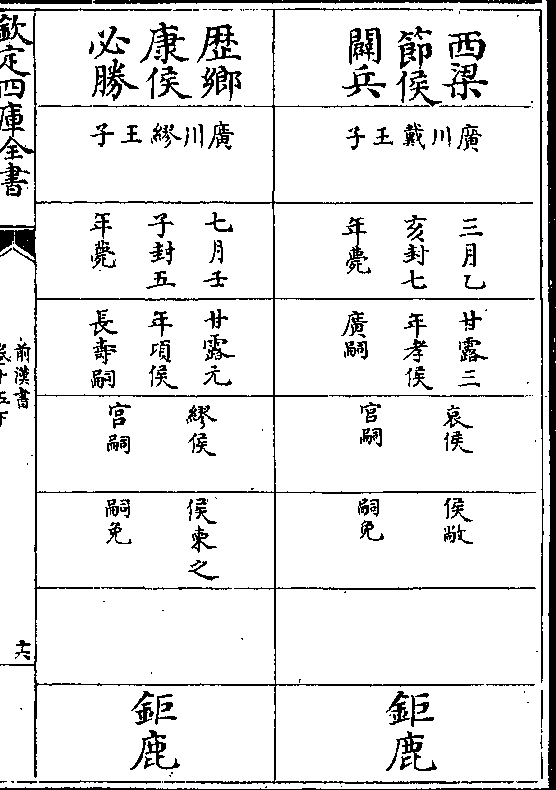 西梁
節侯
闢兵
廣川戴王子
三月乙
亥封七
年薨
甘露三
年孝侯
廣嗣
哀侯
宫嗣
侯敞
嗣免
鉅鹿
歴鄉
康侯
必勝
廣川繆王子
七月壬
子封五
年薨
甘露元
年頃侯
長壽嗣
繆侯
宫嗣
侯東之
嗣免
鉅鹿
欽定四庫全書
前漢書
卷十五下
六